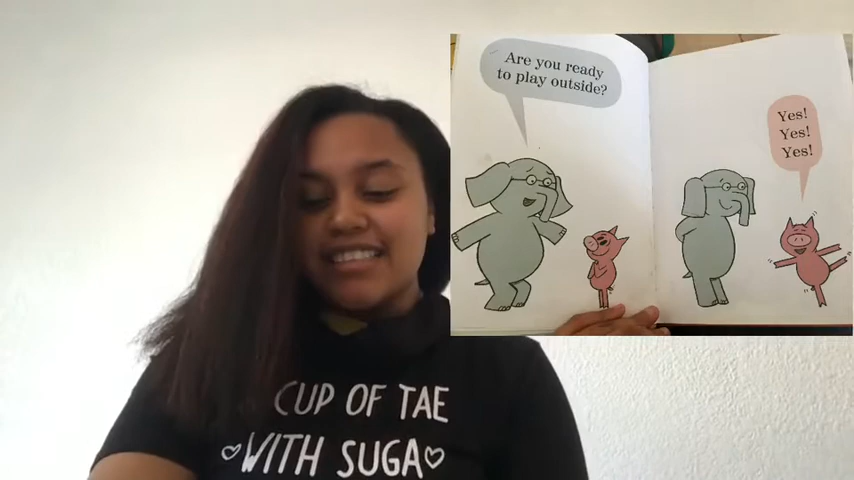 Are you ready
to play outside?
Yes!
Yes!
Yes!
CUP OF TAE
WITH SUGA